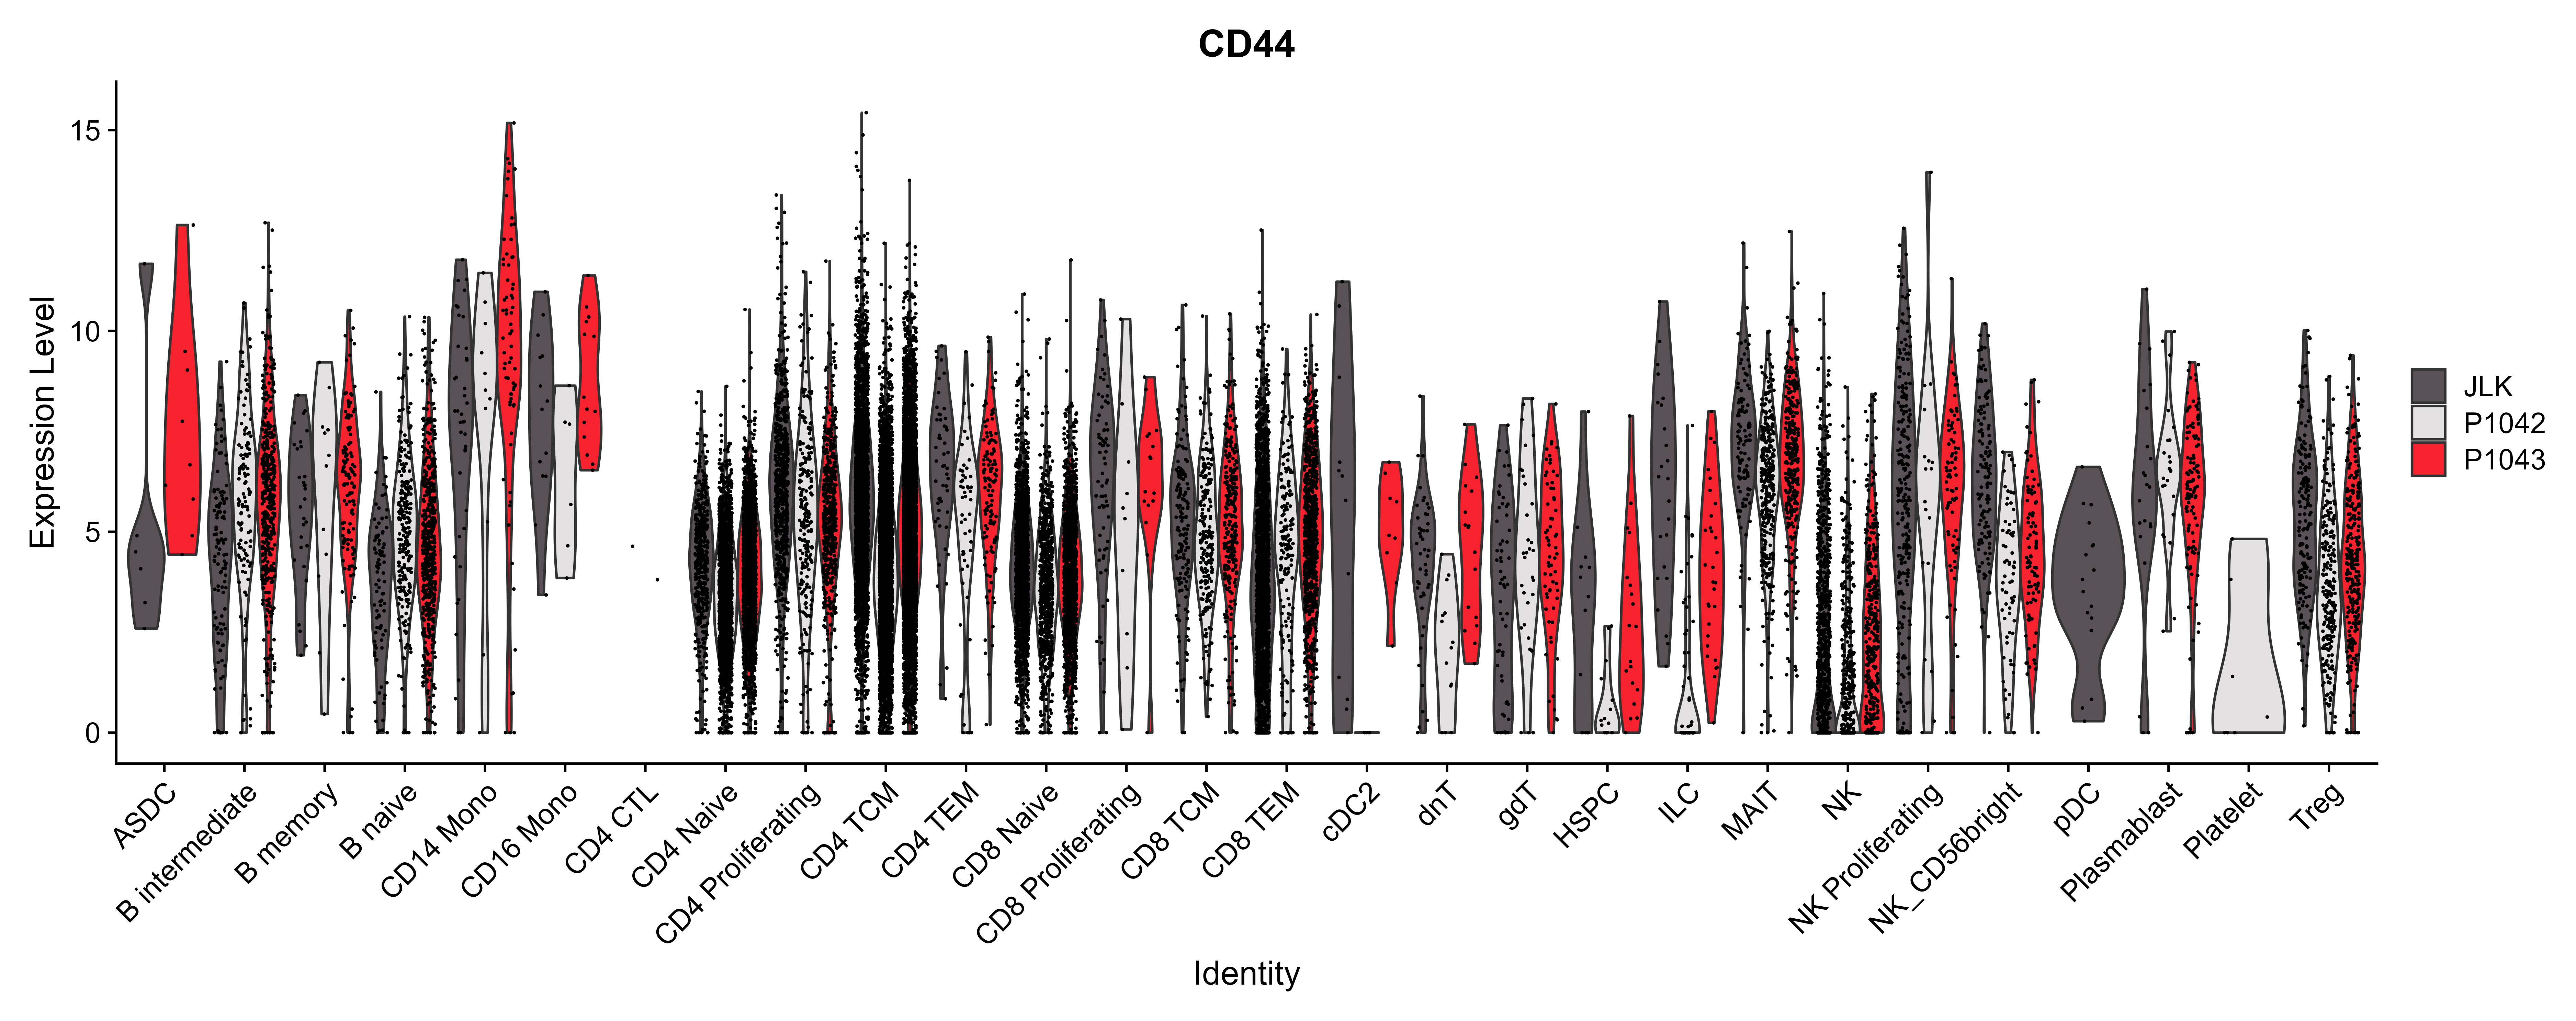 CD44
Expression Level
15
10
5
0
ASDC
B intermediate
B memory
B naive
CD14 Mono
CD16 Mono
CD4 CTL
CD4 Naive
CD4 Proliferating
CD4 TCM
CD4 TEM
CD8 Naive
CD8 Proliferating
CD8 TCM
CD8 TEM
cDC2
dnT
gdT
HSPC
ILC
MAIT
NK
NK Proliferating
NK_CD56bright
pDC
Plasmablast
Platelet
Treg
Identity
JLK
P1042
P1043